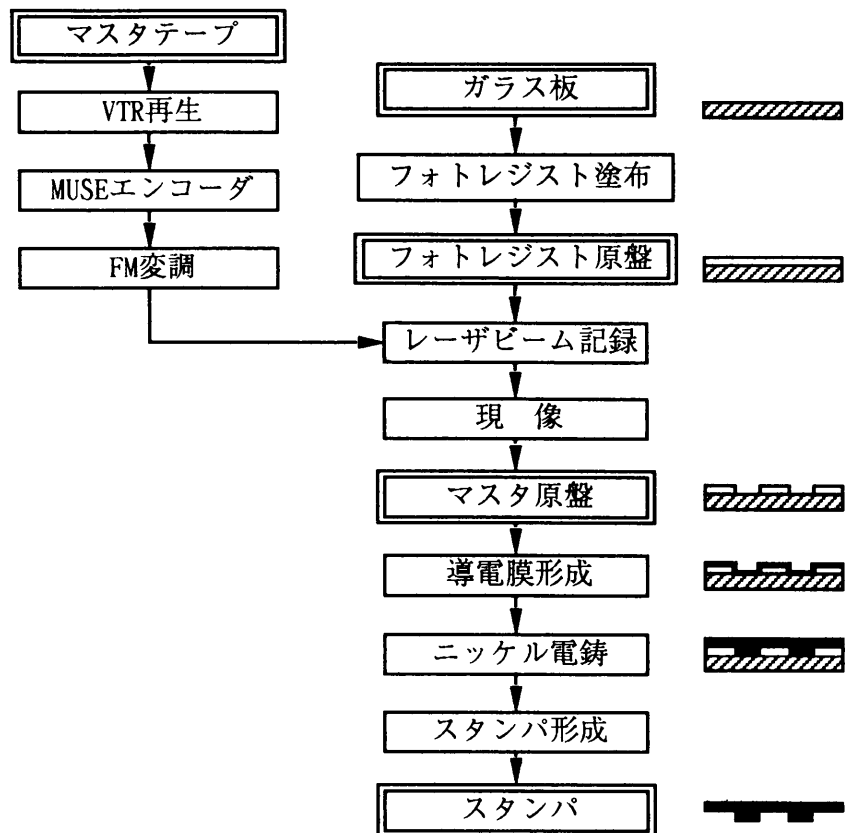 マスタテープ
VTR再生
MUSEエンコーダ
FM変調
ガラス板
フォトレジスト塗布
フォトレジスト原盤
レーザビーム記録
現 像
マスタ原盤
導電膜形成
ニッケル電鋳
スタンパ形成
スタンパ